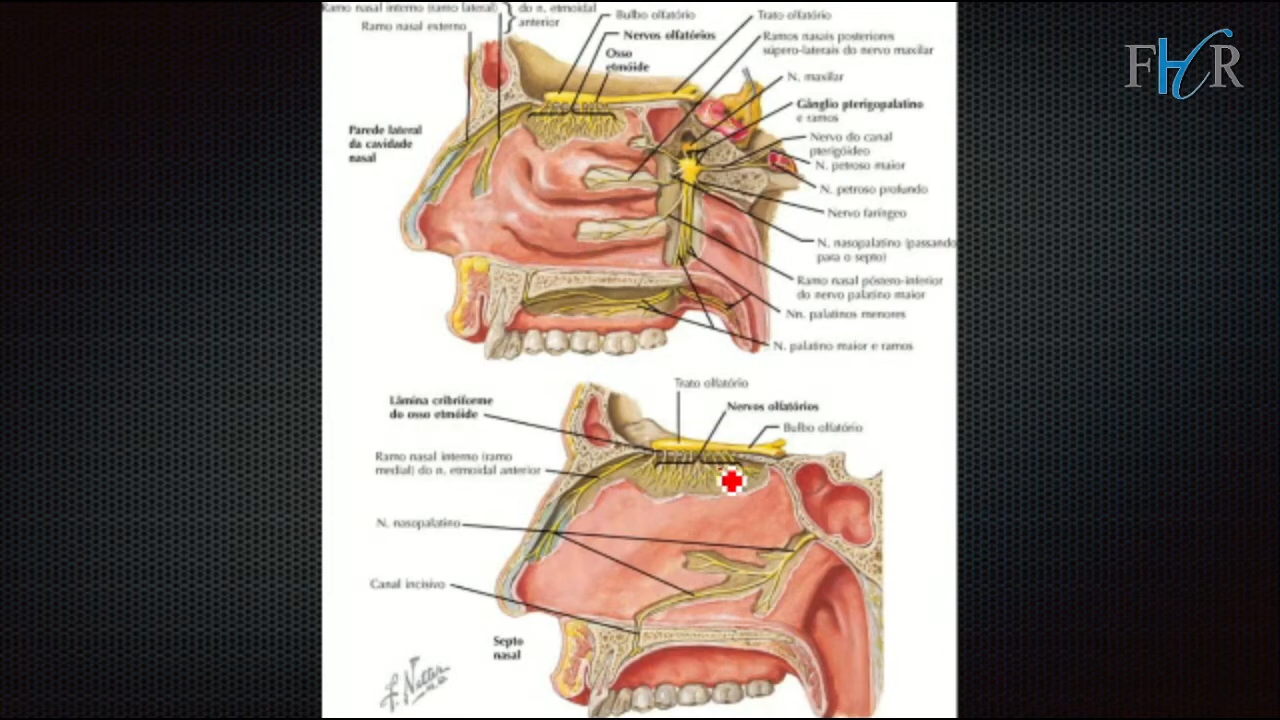 Ramo nasal interno (ramo lateral)
do n. etmoidal
anterior
Ramo nasal externo
Bulbo olfatório
Nervos olfatórios
Osso
etmóide
Trato olfatório
Ramos nasais posteriores
súpero-laterais do nervo maxilar
N. maxilar
Gânglio pterigopalatino
e ramos
Nervo do canal
pterigóideo
N. petroso maior
N. petroso profundo
Nervo faríngeo
N. nasopalatino (passando
para o septo)
Ramo nasal póstero-inferior
do nervo palatino maior
Nn. palatinos menores
N. palatino maior e ramos
Parede lateral
da cavidade
nasal
FHR
Trato olfatório
Lâmina cribriforme
do osso etmóide
Nervos olfatórios
Bulbo olfatório
Ramo nasal interno (ramo
medial) do n. etmoidal anterior
N. nasopalatino
Canal incisivo
Septo
nasal
F. Netter
M.D.